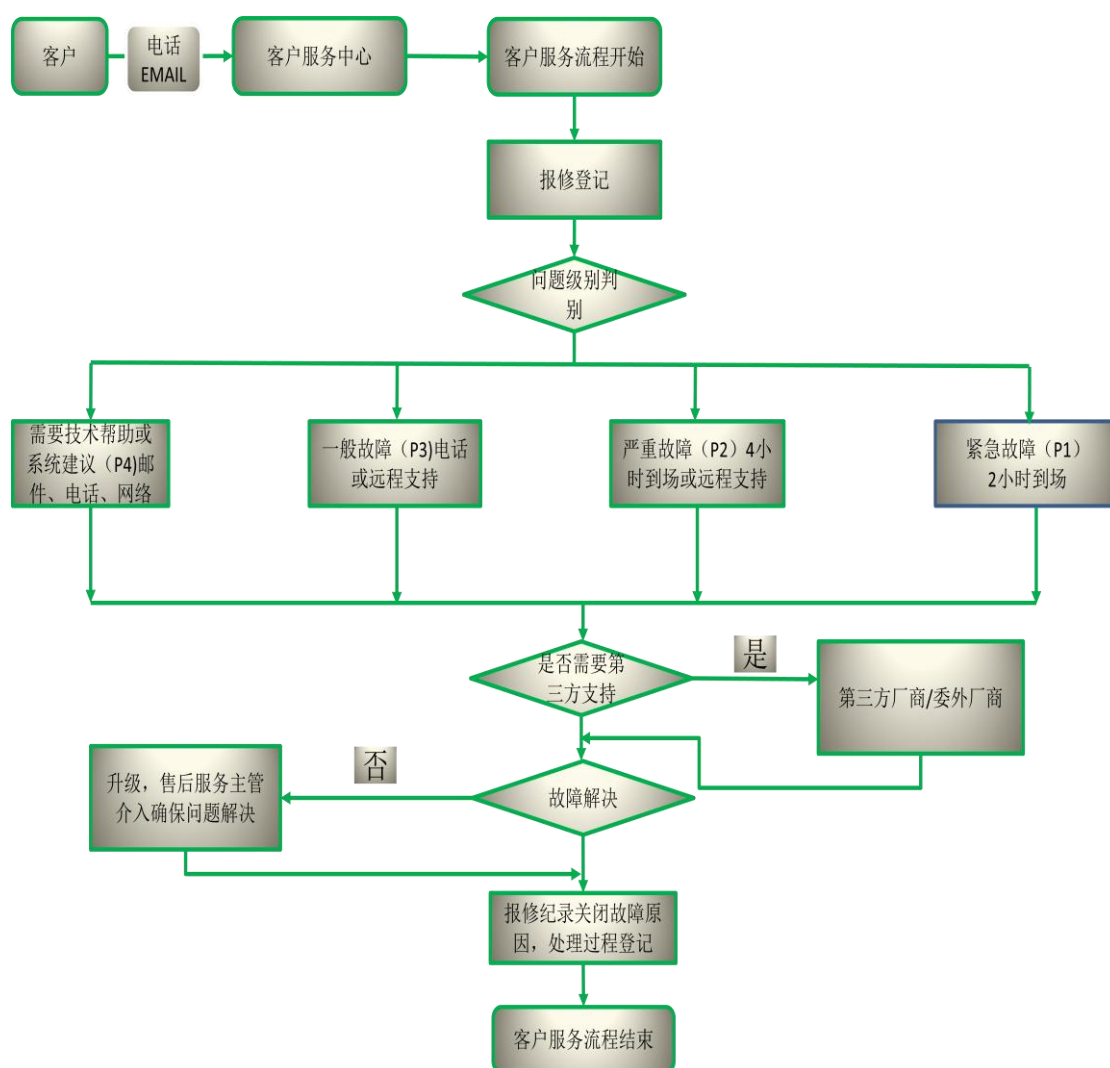 客户
电话
EMAIL
客户服务中心
客户服务流程开始
报修登记
问题级别判
别
需要技术帮助或
系统建议（P4)邮
件、电话、网络
一般故障（P3)电话
或远程支持
严重故障（P2）4小
时到场或远程支持
紧急故障（P1）
2小时到场
是否需要第
三方支持
是
第三方厂商/委外厂商
否
升级，售后服务主管
介入确保问题解决
故障解决
报修纪录关闭故障原
因，处理过程登记
客户服务流程结束